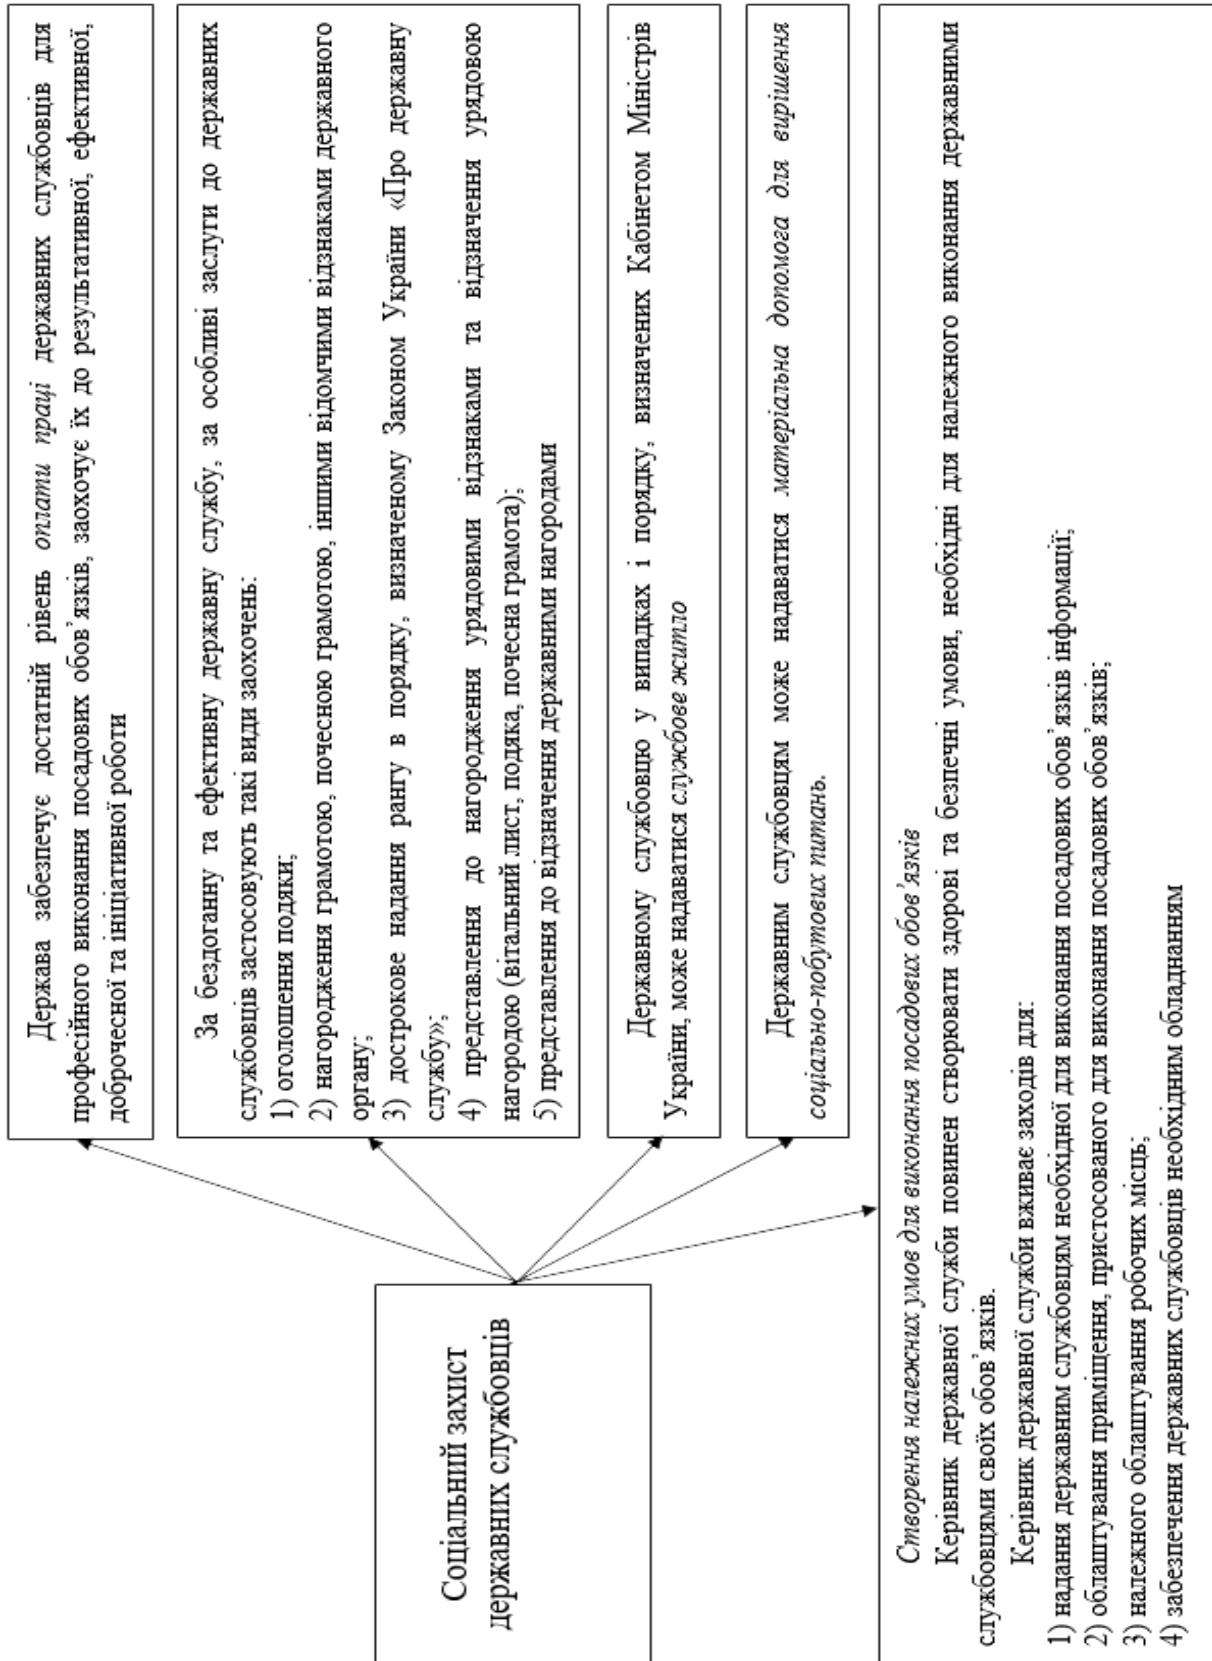 Соціальний захист
державних службовців
Держава забезпечує достатній рівень оплати праці державних службовців для
професійного виконання посадових обов’язків, заохочує їх до результативної, ефективної,
доброчесної та ініціативної роботи
За бездоганну та ефективну державну службу, за особливі заслуги до державних
службовців застосовують такі види заохочень:
1) оголошення подяки;
2) нагородження грамотою, почесною грамотою, іншими відомчими відзнаками державного
органу;
3) дострокове надання рангу в порядку, визначеному Законом України «Про державну
службу»;
4) представлення до нагородження урядовими відзнаками та відзначення урядовою
нагородою (вітальний лист, подяка, почесна грамота);
5) представлення до відзначення державними нагородами
Державному службовцю у випадках і порядку, визначених Кабінетом Міністрів
України, може надаватися службове житло
Державним службовцям може надаватися матеріальна допомога для вирішення
соціально-побутових питань.
Створення належних умов для виконання посадових обов’язків
Керівник державної служби повинен створювати здорові та безпечні умови, необхідні для належного виконання державними
службовцями своїх обов’язків.
Керівник державної служби вживає заходів для:
1) надання державним службовцям необхідної для виконання посадових обов’язків інформації;
2) облаштування приміщення, пристосованого для виконання посадових обов’язків;
3) належного облаштування робочих місць;
4) забезпечення державних службовців необхідним обладнанням